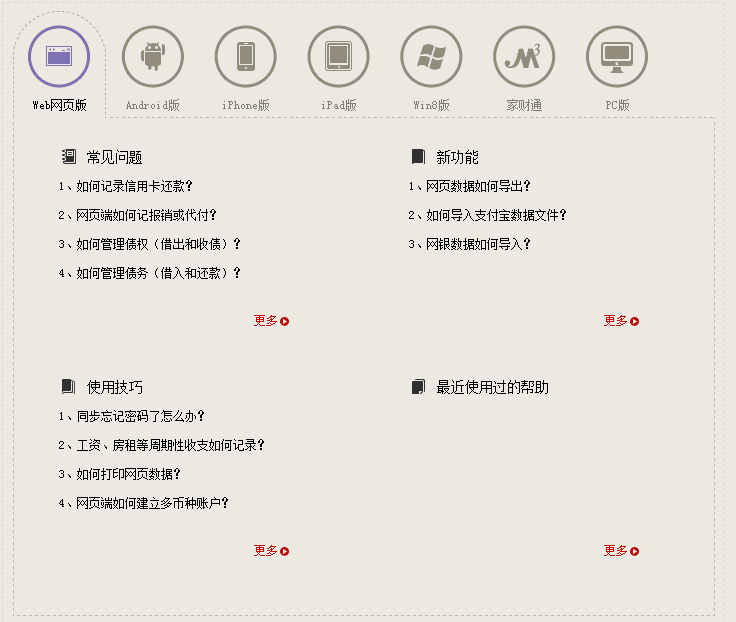 Web网页版
Android版
iPhone版
iPad版
Win8版
家财通
PC版
常见问题
1、如何记录信用卡还款？
2、网页端如何记报销或代付？
3、如何管理债权（借出和收债）？
4、如何管理债务（借入和还款）？
更多
新功能
1、网页数据如何导出？
2、如何导入支付宝数据文件？
3、网银数据如何导入？
更多
使用技巧
1、同步忘记密码了怎么办？
2、工资、房租等周期性收支如何记录？
3、如何打印网页数据？
4、网页端如何建立多币种账户？
更多
最近使用过的帮助
更多